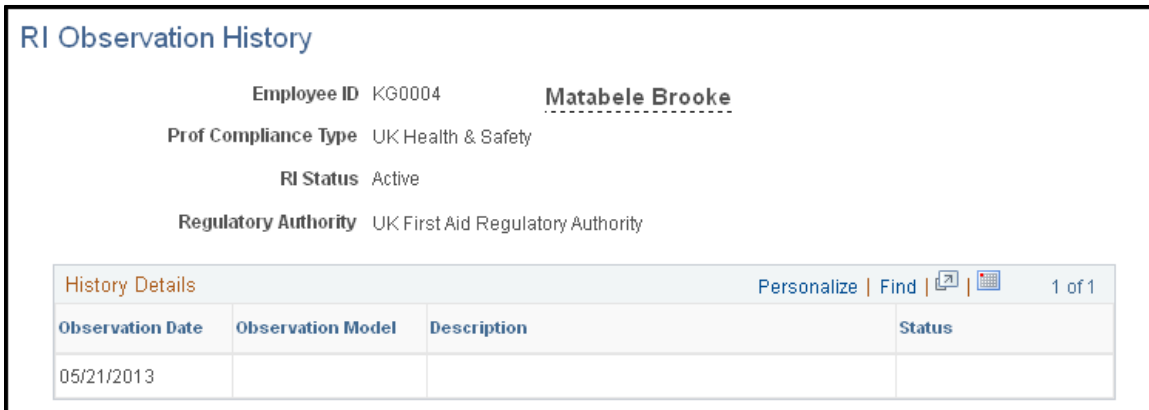 RI Observation History
Employee ID KG0004 Matabele Brooke
Prof Compliance Type UK Health & Safety
RI Status Active
Regulatory Authority UK First Aid Regulatory Authority
History Details Personalize | Find | | 1 of 1
Observation Date Observation Model Description Status
05/21/2013